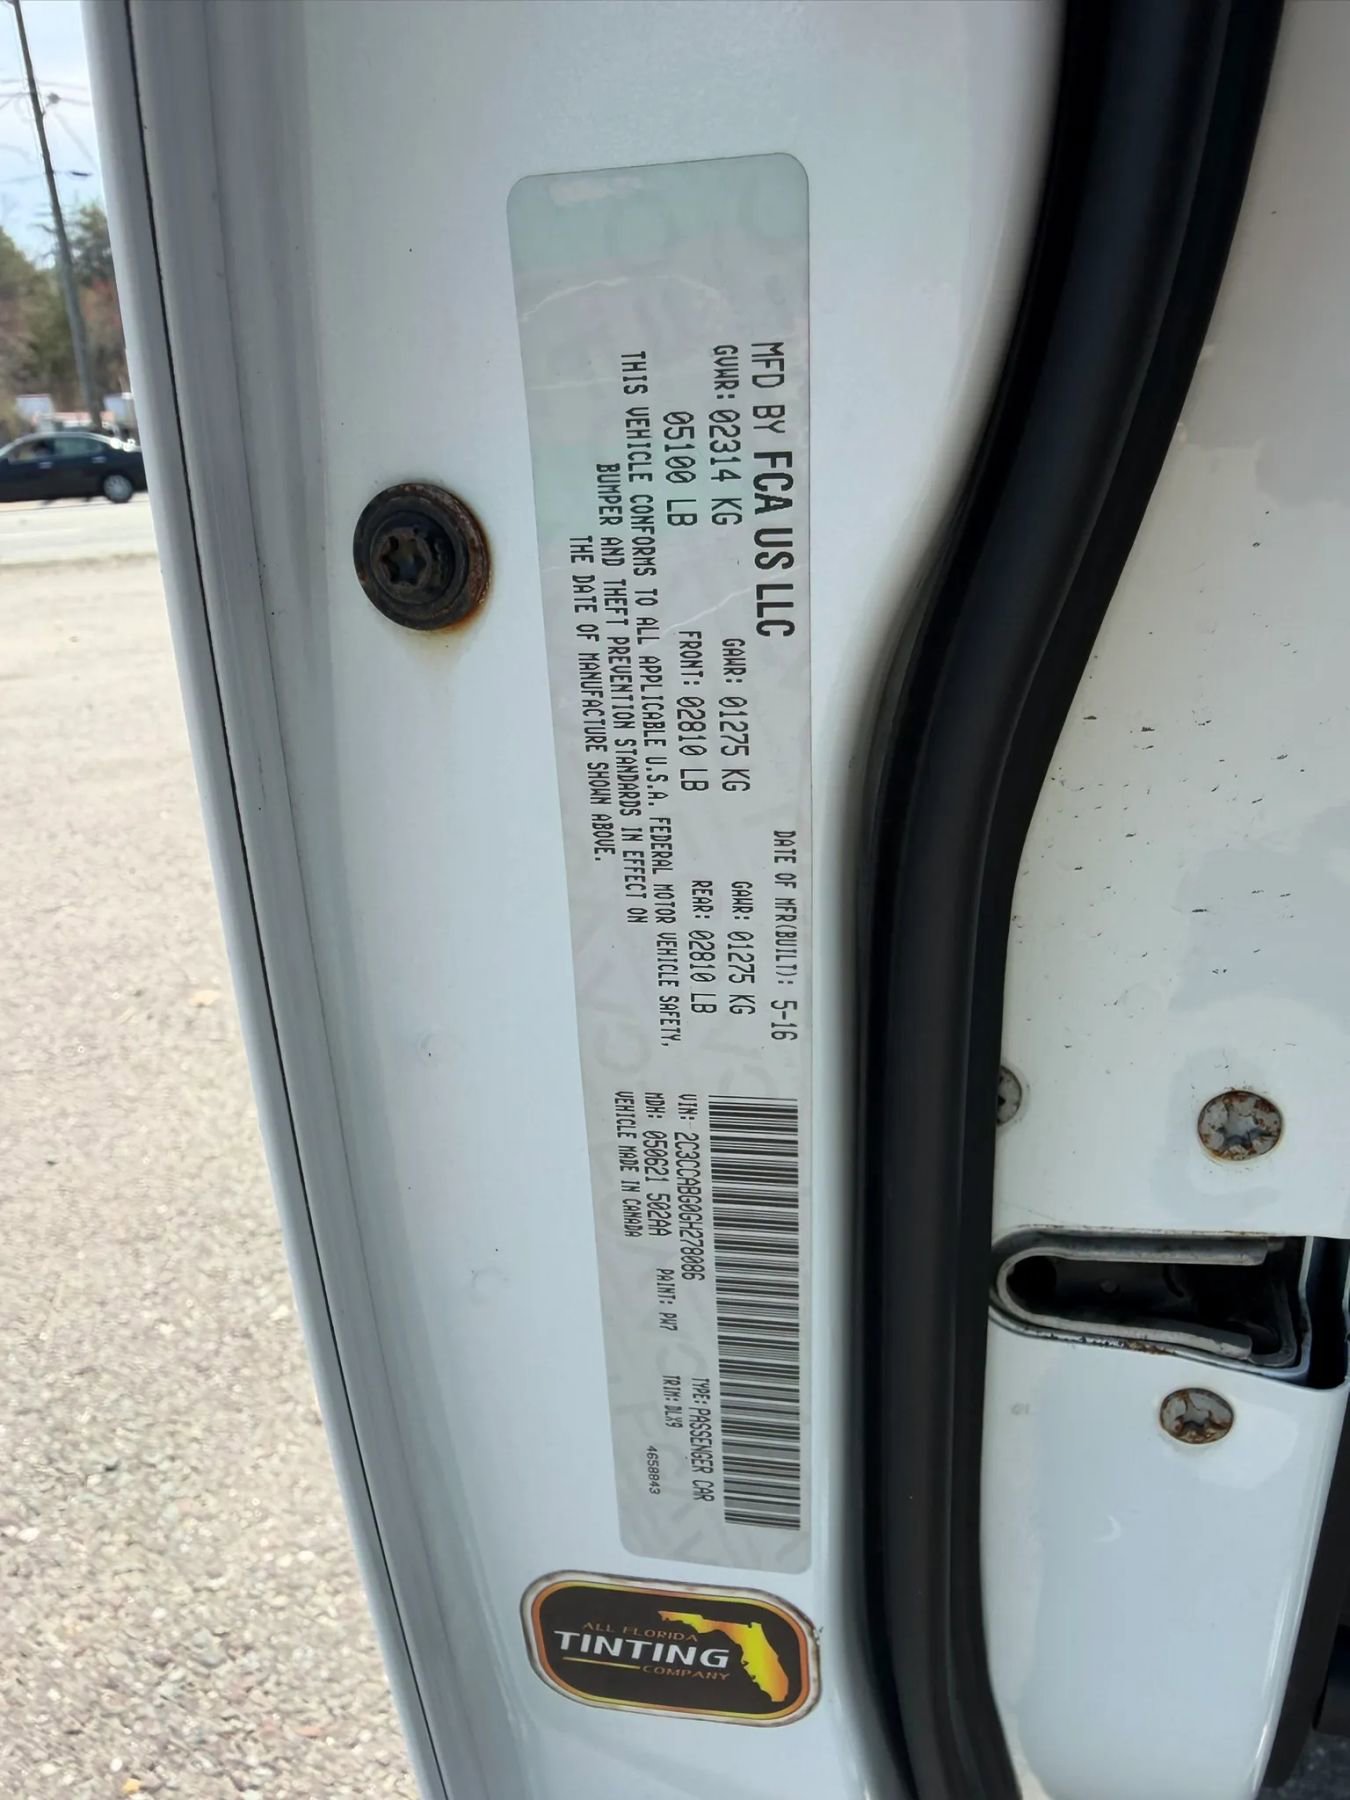 MFD BY FCA US LLC
DATE OF MFR(BUILT): 5-16
GVWR: 02314 KG
GAWR: 01275 KG
GAWR: 01275 KG
05100 LB
FRONT: 02810 LB
REAR: 02810 LB
THIS VEHICLE CONFORMS TO ALL APPLICABLE U.S.A. FEDERAL MOTOR VEHICLE SAFETY,
BUMPER AND THEFT PREVENTION STANDARDS IN EFFECT ON
THE DATE OF MANUFACTURE SHOWN ABOVE.
VIN: 2C3CCABG0GH278086
TYPE: PASSENGER CAR
MDH: 050621 502AA
PAINT: PW7
TRIM: DLX9
VEHICLE MADE IN CANADA
4658843
ALL FLORIDA
TINTING
COMPANY